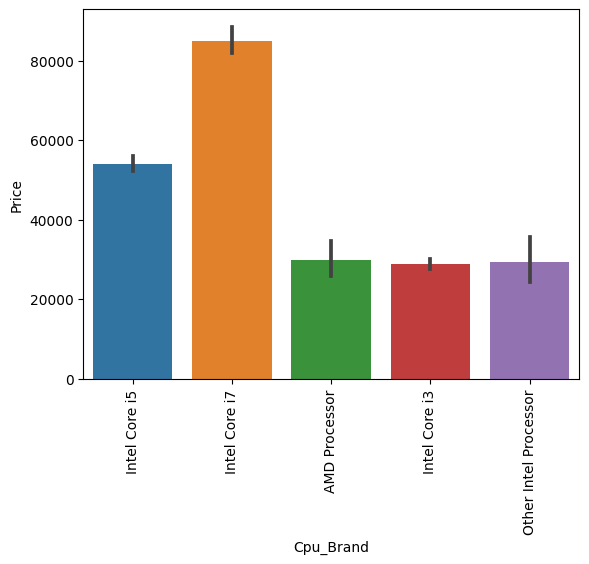 80000
60000
40000
20000
0
Price
Intel Core i5
Intel Core i7
AMD Processor
Intel Core i3
Other Intel Processor
Cpu_Brand